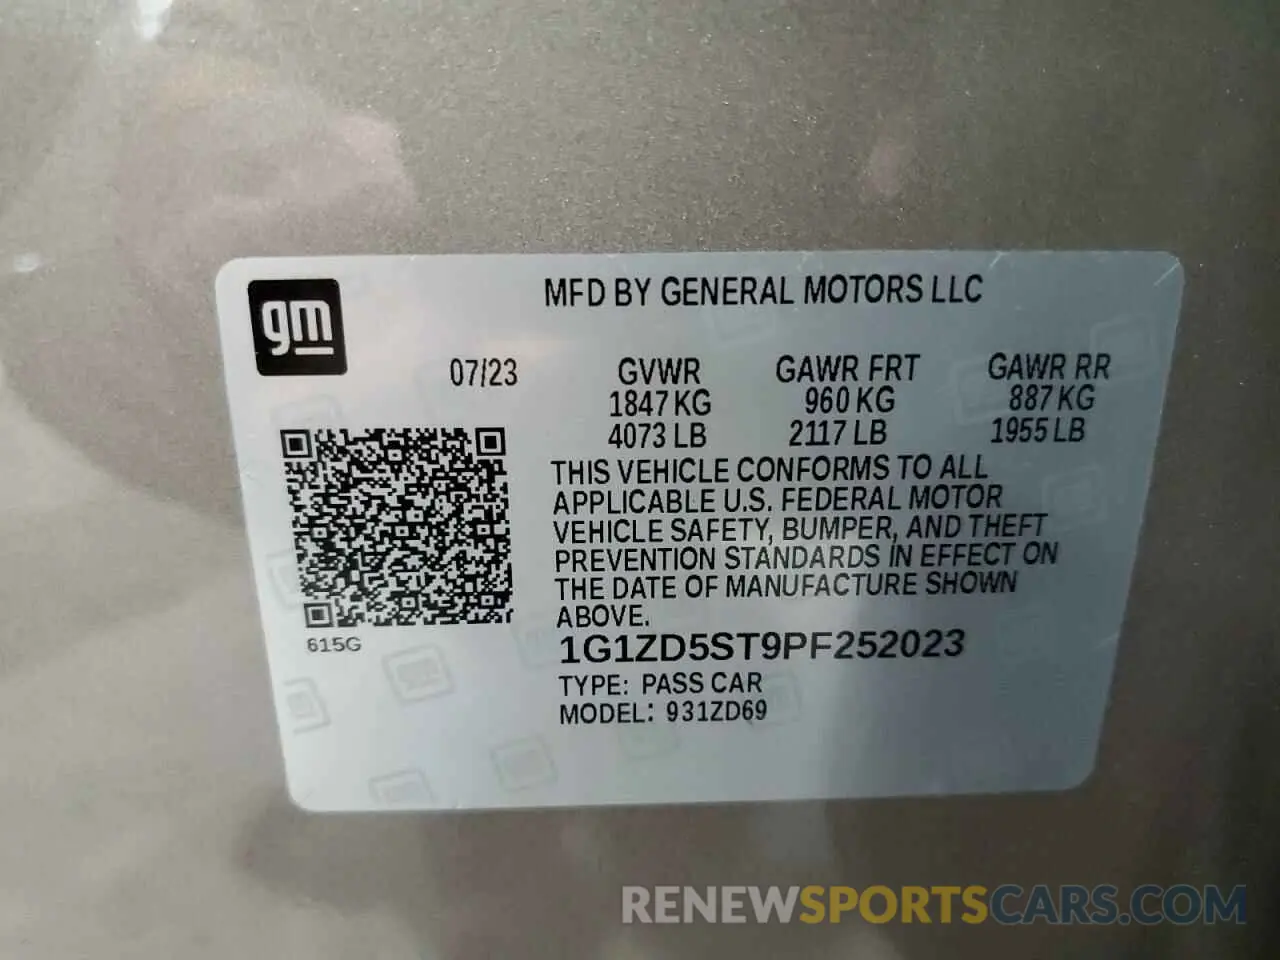 gm
MFD BY GENERAL MOTORS LLC
07/23 GVWR GAWR FRT GAWR RR
1847 KG 960 KG 887 KG
4073 LB 2117 LB 1955 LB
THIS VEHICLE CONFORMS TO ALL
APPLICABLE U.S. FEDERAL MOTOR
VEHICLE SAFETY, BUMPER, AND THEFT
PREVENTION STANDARDS IN EFFECT ON
THE DATE OF MANUFACTURE SHOWN
ABOVE.
615G
1G1ZD5ST9PF252023
TYPE: PASS CAR
MODEL: 931ZD69
RENEWSPORTSCARS.COM